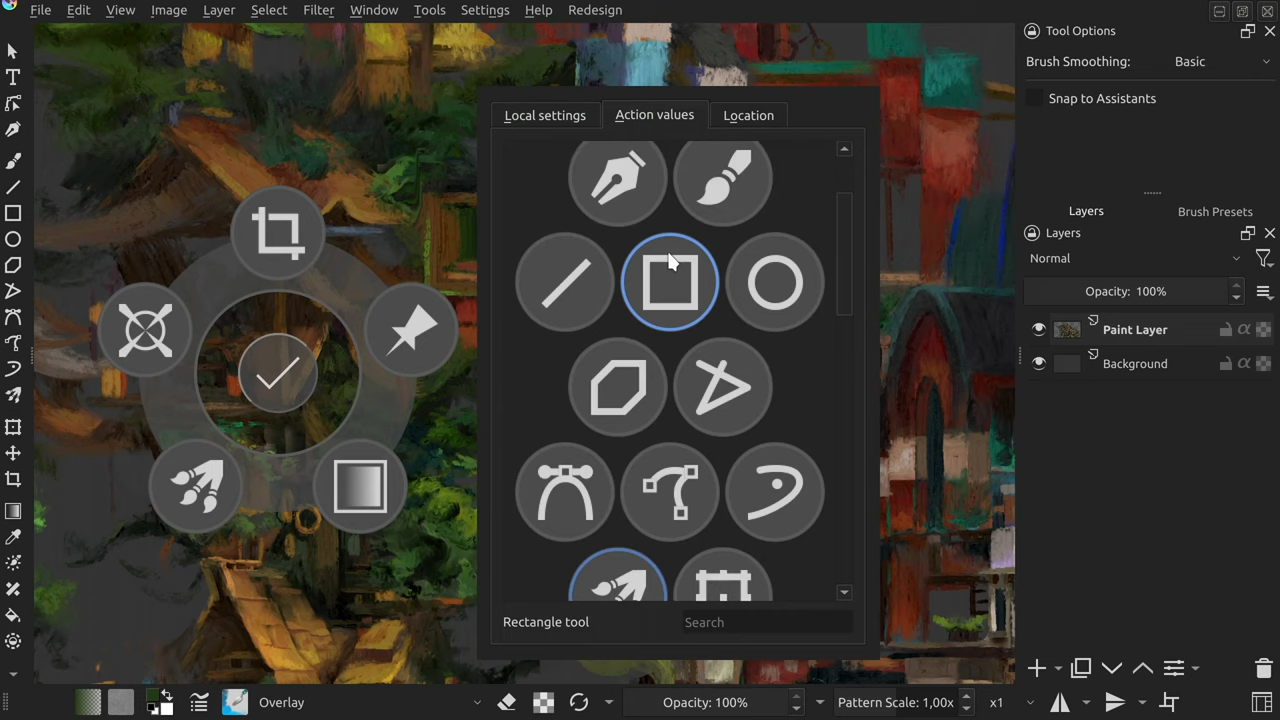 File Edit View Image Layer Select Filter Window Tools Settings Help Redesign
Tool Options
Brush Smoothing: Basic
Snap to Assistants
Local settings Action values Location
Layers Brush Presets
Layers
Normal
Opacity: 100%
Paint Layer
Background
Rectangle tool Search
Overlay Opacity: 100% Pattern Scale: 1,00x x1